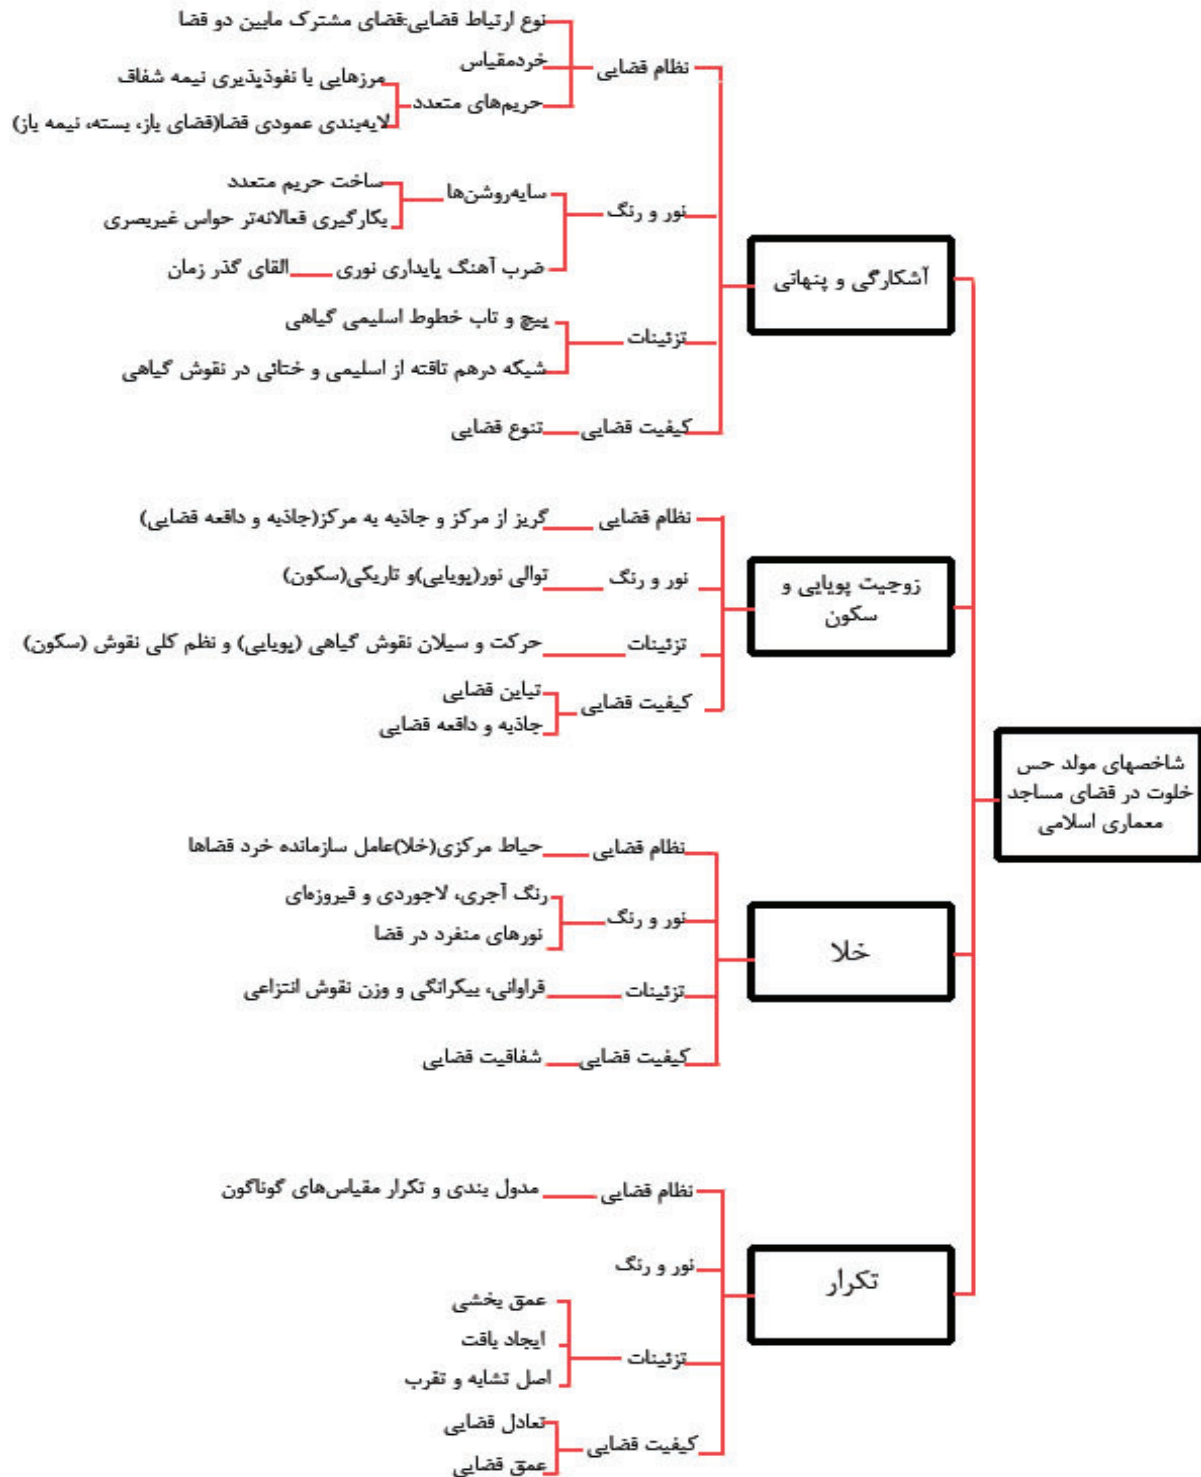 شاخصهای مولد حس
خلوت در فضای مساجد
معماری اسلامی
آشکارگی و پنهانی
نظام فضایی
نوع ارتباط فضایی:فضای مشترک مابین دو فضا
خردمقیاس
حریم‌های متعدد
مرزهایی با نفوذپذیری نیمه شفاف
لایه‌بندی عمودی فضا(فضای باز، بسته، نیمه باز)
نور و رنگ
سایه‌روشن‌ها
ساخت حریم متعدد
بکارگیری فعالانه‌تر حواس غیربصری
ضرب آهنگ پایداری نوری
القای گذر زمان
تزئینات
پیچ و تاب خطوط اسلیمی گیاهی
شبکه درهم تافته از اسلیمی و ختائی در نقوش گیاهی
کیفیت فضایی
تنوع فضایی
زوجیت پویایی و
سکون
نظام فضایی
گریز از مرکز و جاذبه به مرکز(جاذبه و دافعه فضایی)
نور و رنگ
توالی نور(پویایی)و تاریکی(سکون)
تزئینات
حرکت و سیلان نقوش گیاهی (پویایی) و نظم کلی نقوش (سکون)
کیفیت فضایی
تباین فضایی
جاذبه و دافعه فضایی
خلا
نظام فضایی
حیاط مرکزی(خلا)عامل سازمانده خرد فضاها
نور و رنگ
رنگ آجری، لاجوردی و فیروزه‌ای
نورهای منفرد در فضا
تزئینات
فراوانی، بیکرانگی و وزن نقوش انتزاعی
کیفیت فضایی
شفافیت فضایی
تکرار
نظام فضایی
مدول بندی و تکرار مقیاس‌های گوناگون
نور و رنگ
تزئینات
عمق بخشی
ایجاد بافت
اصل تشابه و تقرب
کیفیت فضایی
تعادل فضایی
عمق فضایی